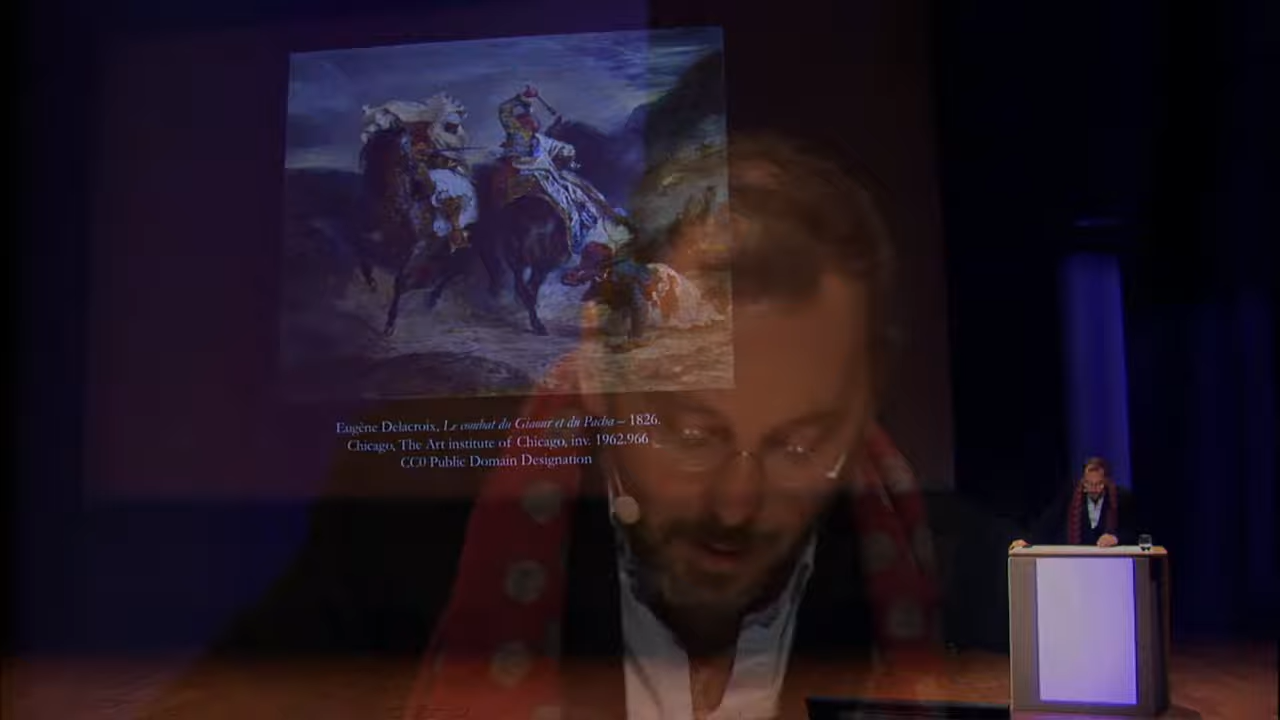 Eugène Delacroix, Le combat du Giaour et du Pacha – 1826.
Chicago, The Art institute of Chicago, inv. 1962.966
CC0 Public Domain Designation